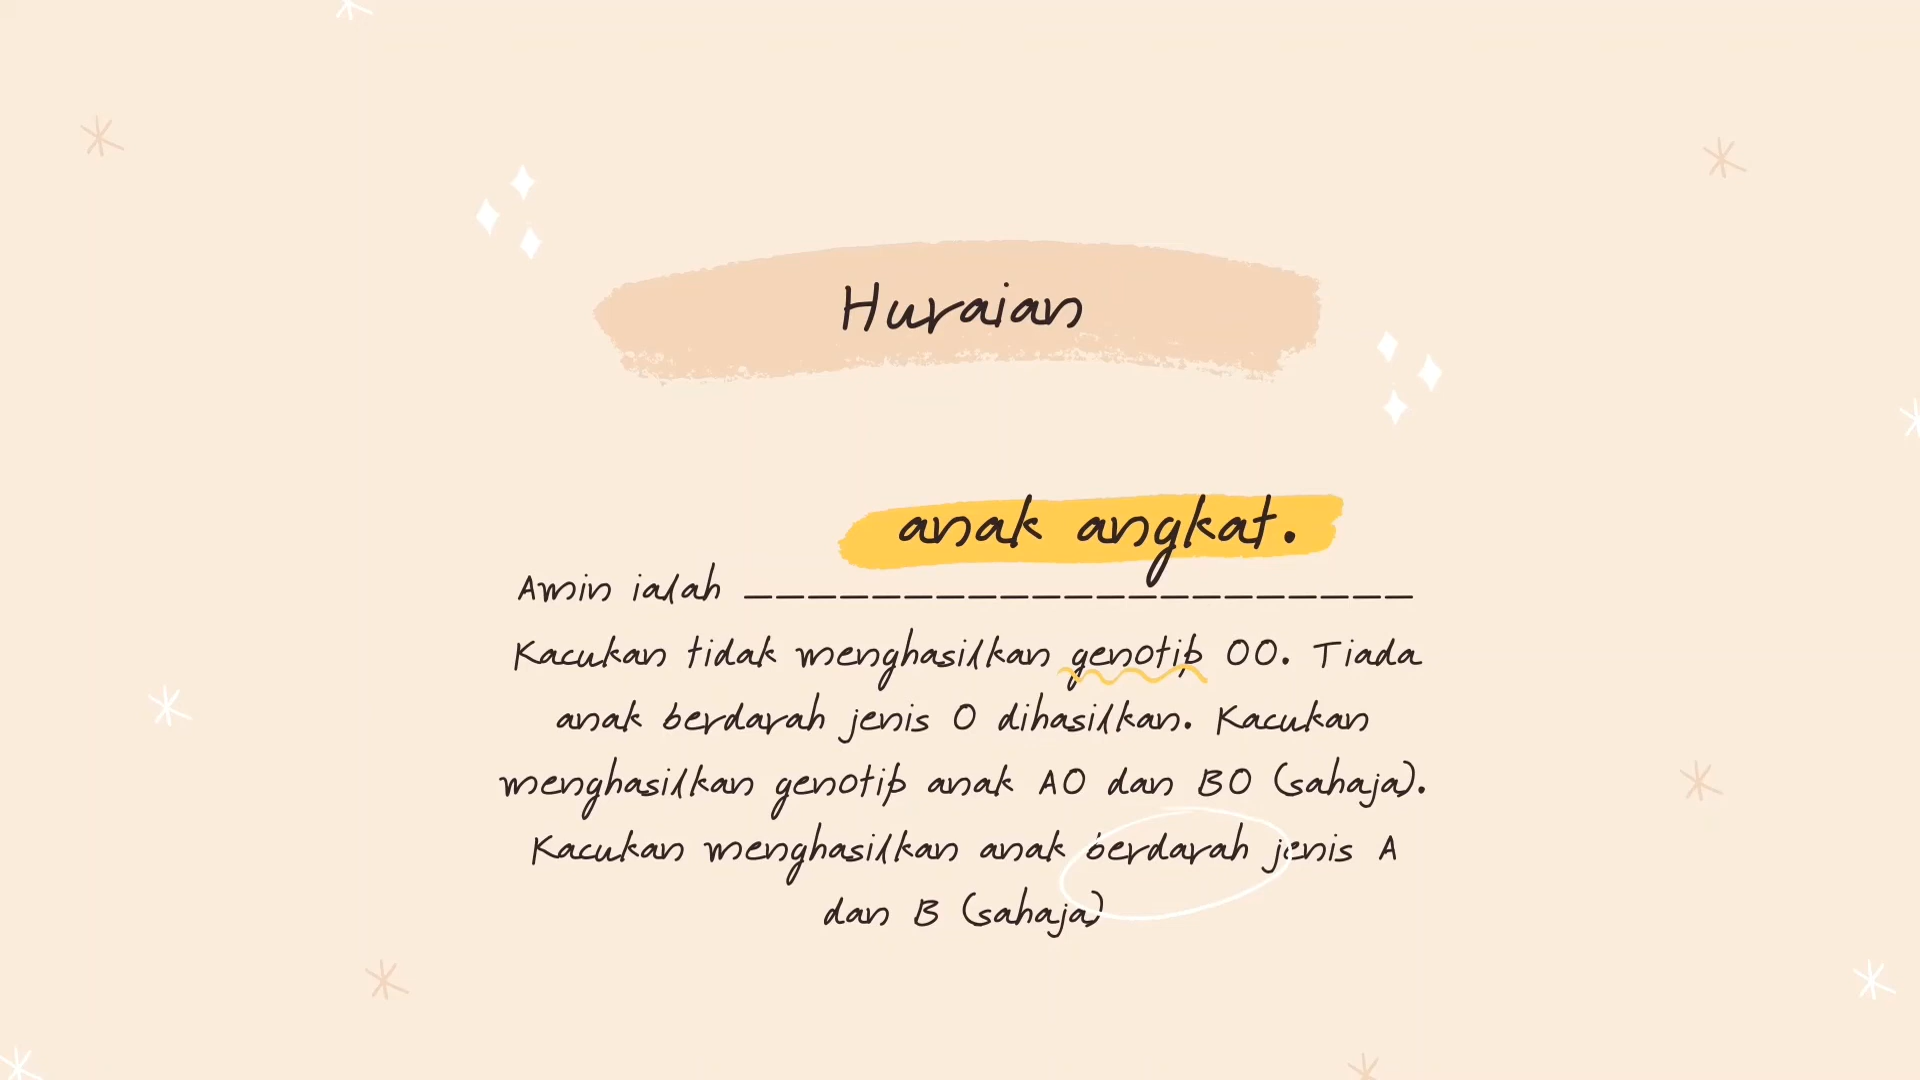 Huraian
anak angkat.
Amin ialah _____________________
Kacukan tidak menghasilkan genotip OO. Tiada
anak berdarah jenis O dihasilkan. Kacukan
menghasilkan genotip anak AO dan BO (sahaja).
Kacukan menghasilkan anak berdarah jenis A
dan B (sahaja)